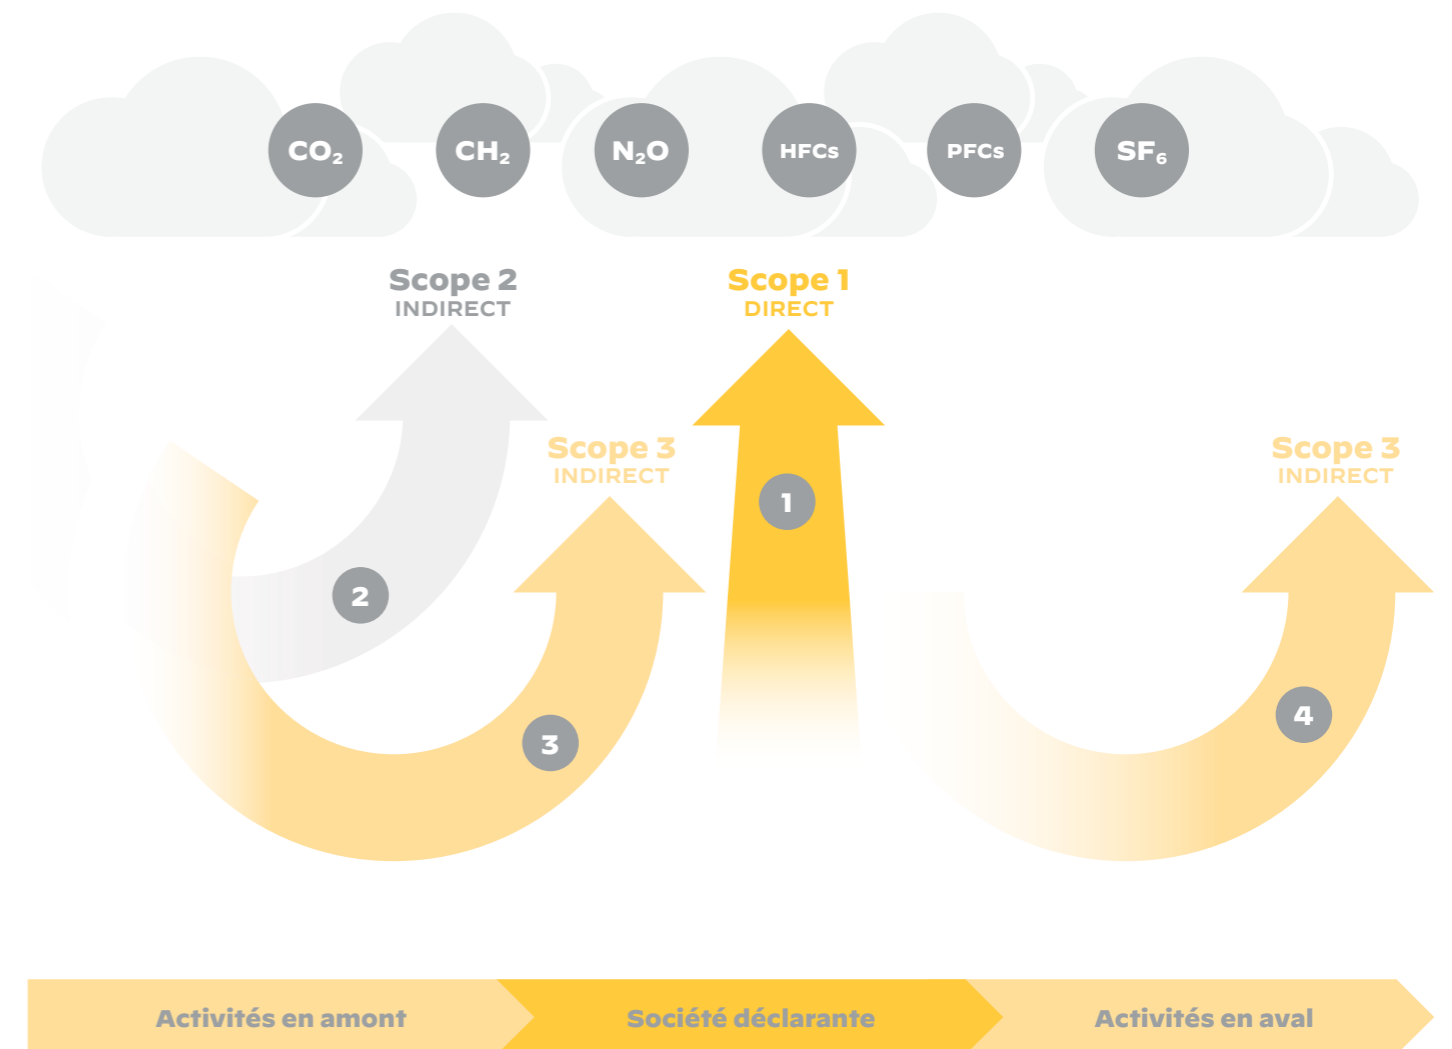 CO₂
CH₂
N₂O
HFCs
PFCs
SF₆
Scope 2
INDIRECT
Scope 1
DIRECT
Scope 3
INDIRECT
Scope 3
INDIRECT
1
2
3
4
Activités en amont
Société déclarante
Activités en aval